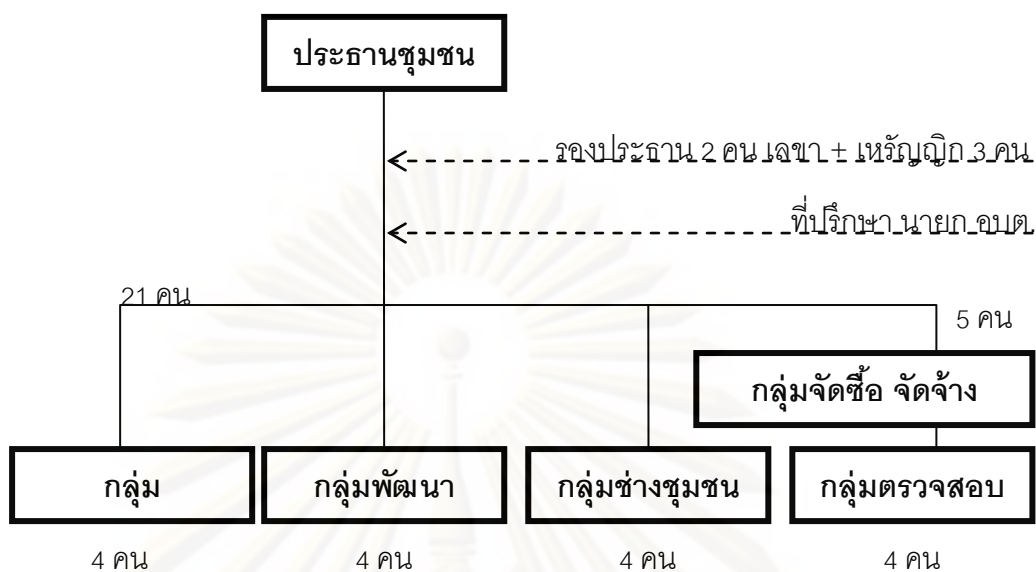 ประธานชุมชน
รองประธาน 2 คน เลขา + เหรัญญิก 3 คน
ที่ปรึกษา นายก อบต.
21 คน
5 คน
กลุ่มจัดซื้อ จัดจ้าง
กลุ่ม กลุ่มพัฒนา กลุ่มช่างชุมชน กลุ่มตรวจสอบ
4 คน 4 คน 4 คน 4 คน